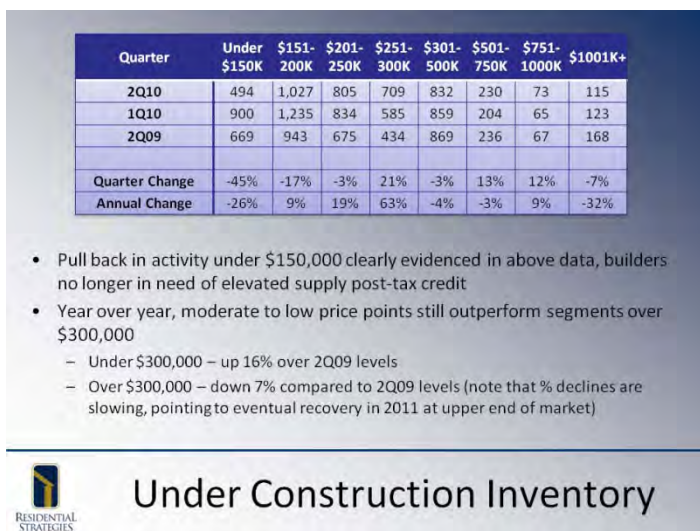 Quarter Under $150K $151-200K $201-250K $251-300K $301-500K $501-750K $751-1000K $1001K+
2Q10 494 1,027 805 709 832 230 73 115
1Q10 900 1,235 834 585 859 204 65 123
2Q09 669 943 675 434 869 236 67 168
Quarter Change -45% -17% -3% 21% -3% 13% 12% -7%
Annual Change -26% 9% 19% 63% -4% -3% 9% -32%
• Pull back in activity under $150,000 clearly evidenced in above data, builders
no longer in need of elevated supply post-tax credit
• Year over year, moderate to low price points still outperform segments over
$300,000
– Under $300,000 – up 16% over 2Q09 levels
– Over $300,000 – down 7% compared to 2Q09 levels (note that % declines are
slowing, pointing to eventual recovery in 2011 at upper end of market)
Under Construction Inventory
RESIDENTIAL
STRATEGIES